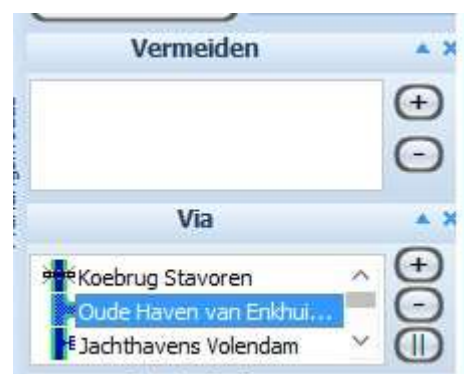 Vermeiden
Via
Koebrug Stavoren
Oude Haven van Enkhui...
Jachthavens Volendam